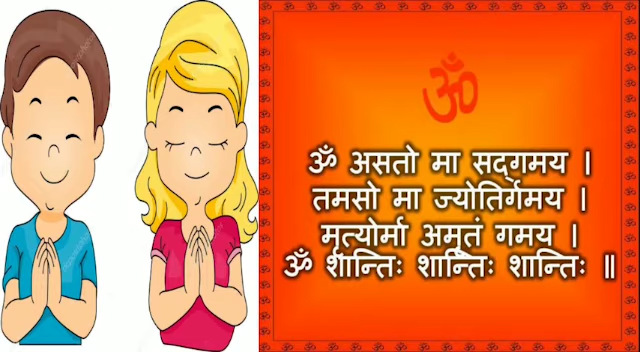 ॐ
ॐ असतो मा सद्गमय ।
तमसो मा ज्योतिर्गमय ।
मृत्योर्मा अमृतं गमय ।
ॐ शान्तिः शान्तिः शान्तिः ॥